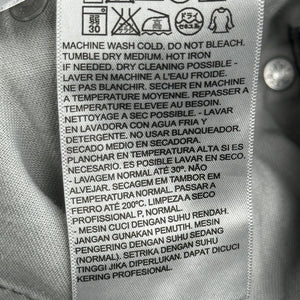 30
MACHINE WASH COLD. DO NOT BLEACH.
TUMBLE DRY MEDIUM. HOT IRON
IF NEEDED. DRY CLEANING POSSIBLE -
LAVER EN MACHINE A L'EAU FROIDE.
NE PAS BLANCHIR. SECHER EN MACHINE
A TEMPERATURE MOYENNE. REPASSER A
TEMPERATURE ELEVEE AU BESOIN.
NETTOYAGE A SEC POSSIBLE. - LAVAR
EN LAVADORA CON AGUA FRIA Y
DETERGENTE, NO USAR BLANQUEADOR.
SECADO MEDIO EN SECADORA.
PLANCHAR EN TEMPERATURA ALTA SI ES
NECESARIO. ES POSIBLE LAVAR EN SECO.
- LAVAGEM NORMAL ATÉ 30º. NÃO
ALVEJAR. SECAGEM EM TAMBOR EM
TEMPERATURA NORMAL. PASSAR A
FERRO ATÉ 200ºC. LIMPEZA A SECO
PROFISSIONAL P, NORMAL.
- MESIN CUCI DENGAN SUHU RENDAH.
JANGAN GUNAKAN PEMUTIH. MESIN
PENGERING DENGAN SUHU SEDANG
(NORMAL). SETRIKA DENGAN SUHU
TINGGI JIKA DIPERLUKAN. DAPAT DICUCI
KERING PROFESIONAL.